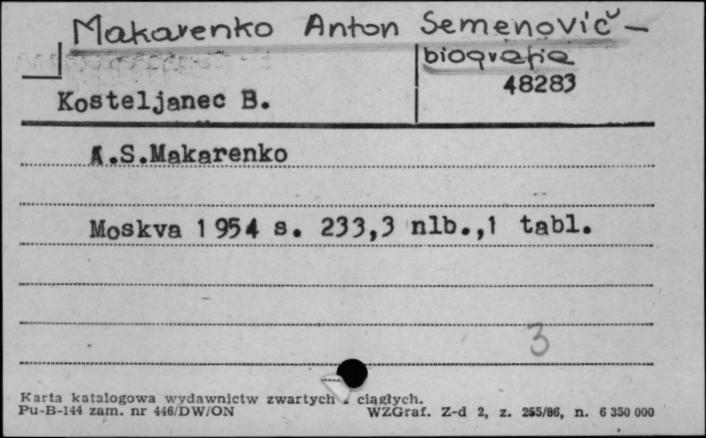 Makarenko Anton Semenovič –
biografia
48283
Kosteljanec B.
A.S.Makarenko
Moskva 1954 s. 233,3 nlb.,1 tabl.
3
Karta katalogowa wydawnictw zwartych . ciągłych.
Pu-B-144 zam. nr 446/DW/ON WZGraf. Z-d 2, z. 255/86, n. 6 350 000